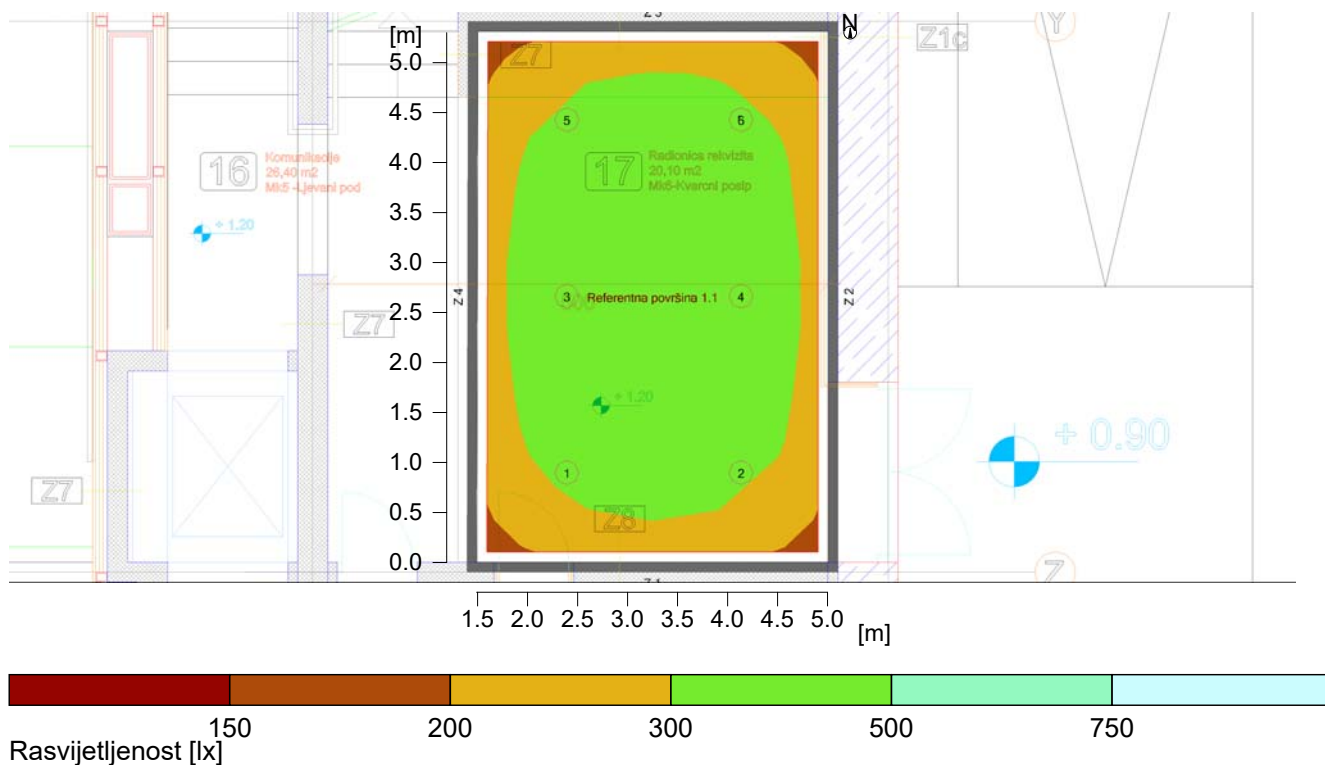 Z 3
N
[m]
Z7
Z1c
Y
5.0
4.5
5
6
4.0
16
Komunikacije
26,40 m2
Mk5 -Ljevani pod
17
Radionica rekvizita
20,10 m2
Mk6-Kvarcni posip
3.5
+ 1.20
3.0
Z 4
3
Referentna površina 1.1
4
Z 2
2.5
Z7
2.0
1.5
+ 1.20
+ 0.90
1.0
1
2
Z7
0.5
Z8
0.0
Z 1
Z
1.5 2.0 2.5 3.0 3.5 4.0 4.5 5.0
[m]
150 200 300 500 750
Rasvijetljenost [lx]